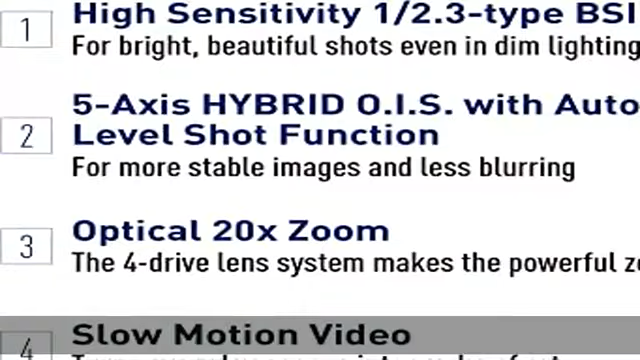 1
High Sensitivity 1/2.3-type BSI
For bright, beautiful shots even in dim lighting
2
5-Axis HYBRID O.I.S. with Auto
Level Shot Function
For more stable images and less blurring
3
Optical 20x Zoom
The 4-drive lens system makes the powerful
4
Slow Motion Video